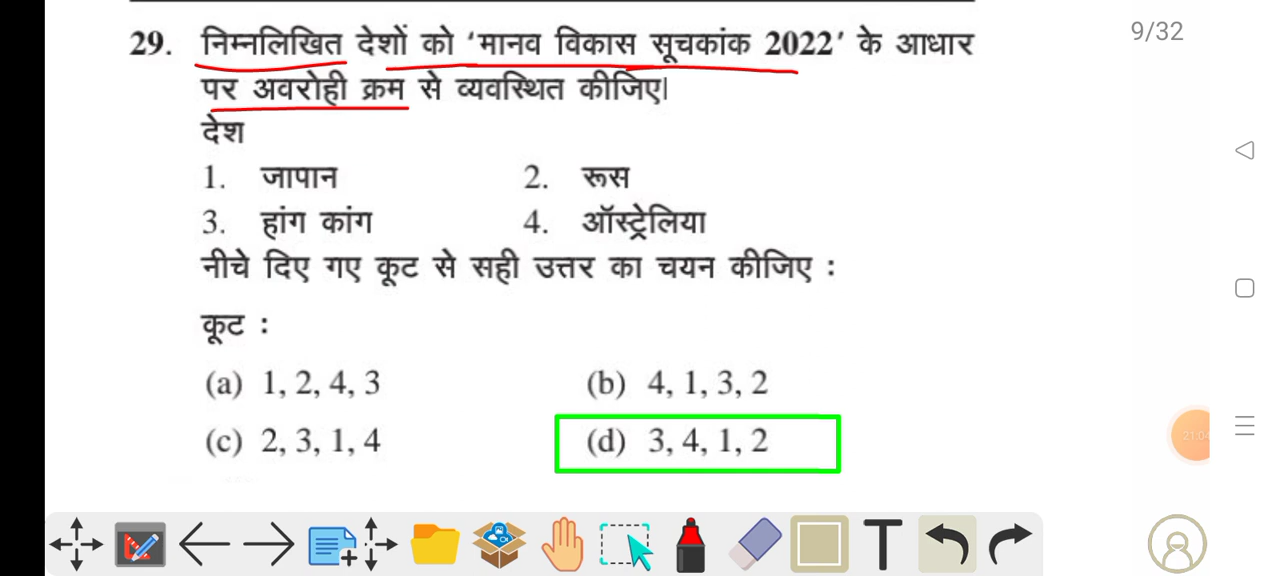 29. निम्नलिखित देशों को ‘मानव विकास सूचकांक 2022’ के आधार
पर अवरोही क्रम से व्यवस्थित कीजिए।
देश
1. जापान 2. रूस
3. हांग कांग 4. ऑस्ट्रेलिया
नीचे दिए गए कूट से सही उत्तर का चयन कीजिए :
कूट :
(a) 1, 2, 4, 3 (b) 4, 1, 3, 2
(c) 2, 3, 1, 4 (d) 3, 4, 1, 2
9/32
T